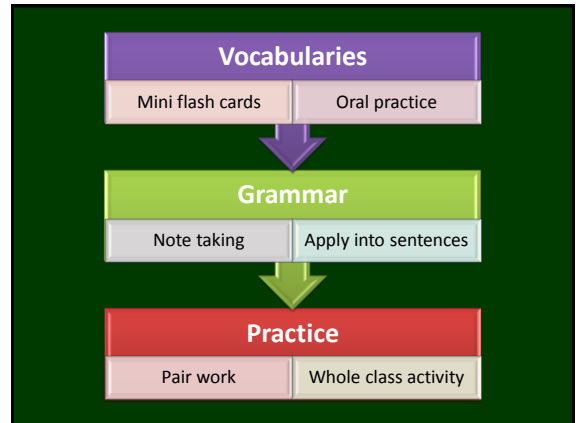 Vocabularies
Mini flash cards
Oral practice
Grammar
Note taking
Apply into sentences
Practice
Pair work
Whole class activity